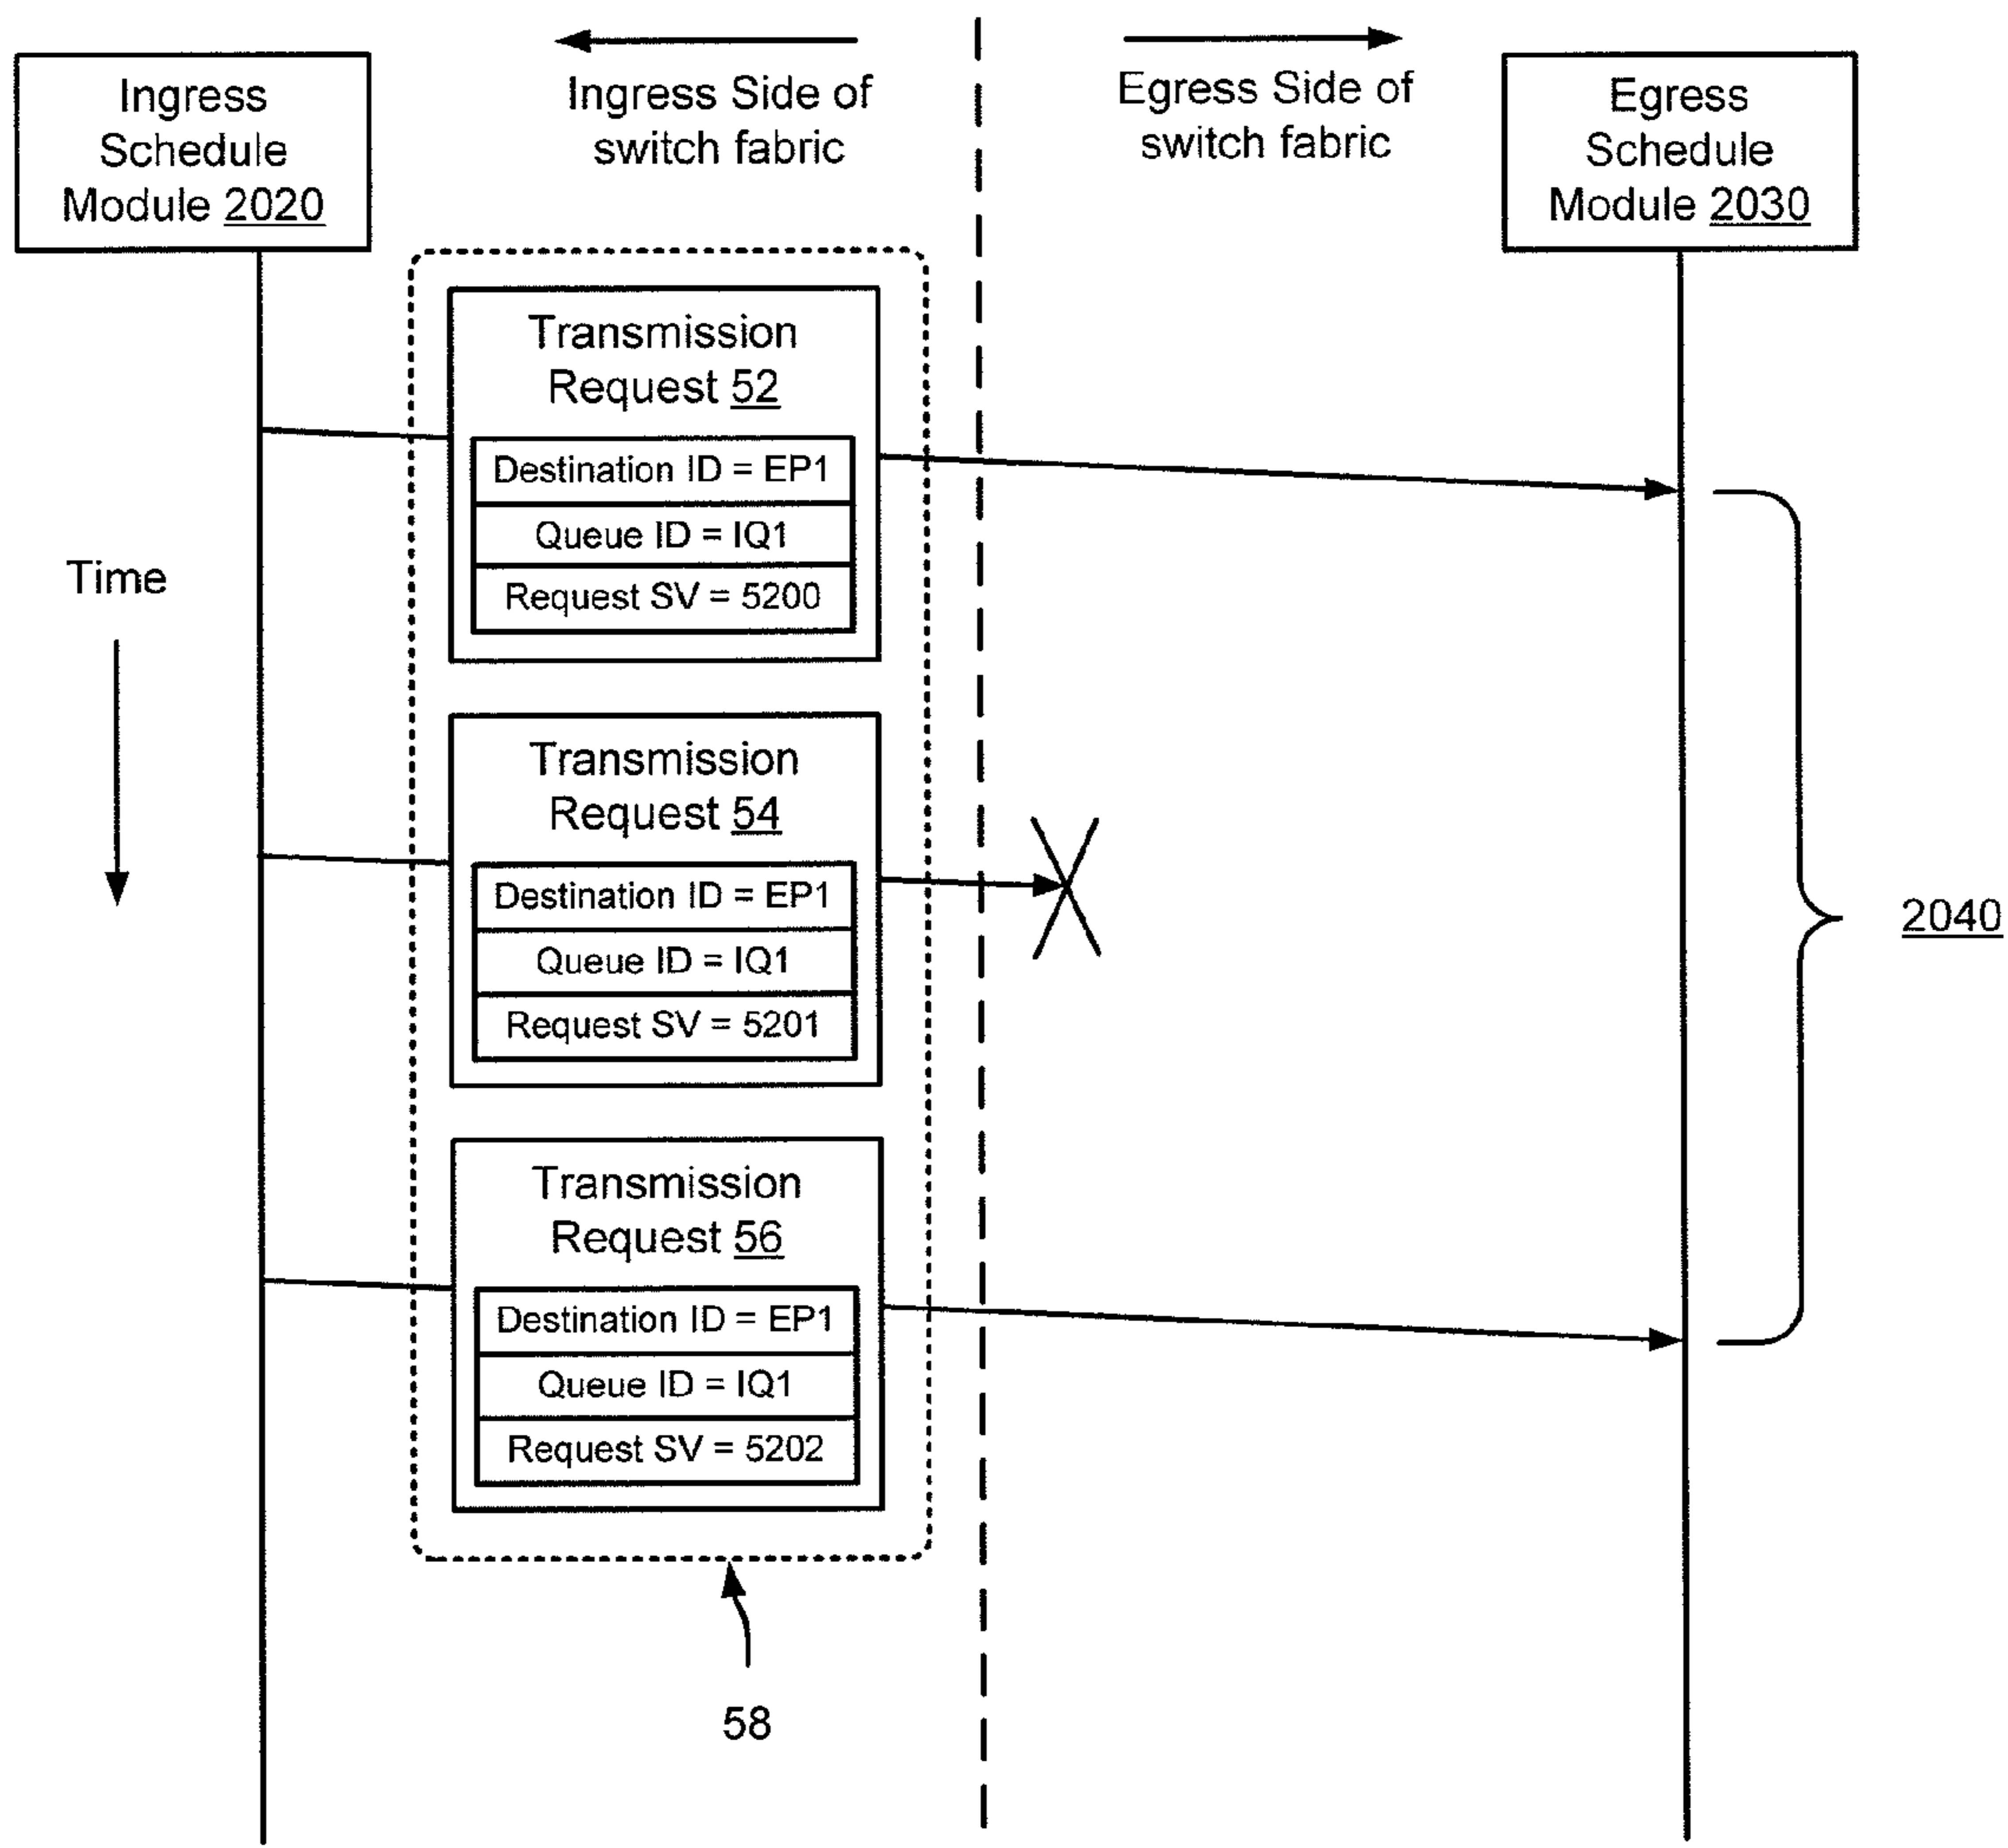 Ingress
Schedule
Module 2020
Ingress Side of
switch fabric
Egress Side of
switch fabric
Egress
Schedule
Module 2030
Time
Transmission
Request 52
Destination ID = EP1
Queue ID = IQ1
Request SV = 5200
Transmission
Request 54
Destination ID = EP1
Queue ID = IQ1
Request SV = 5201
Transmission
Request 56
Destination ID = EP1
Queue ID = IQ1
Request SV = 5202
2040
58